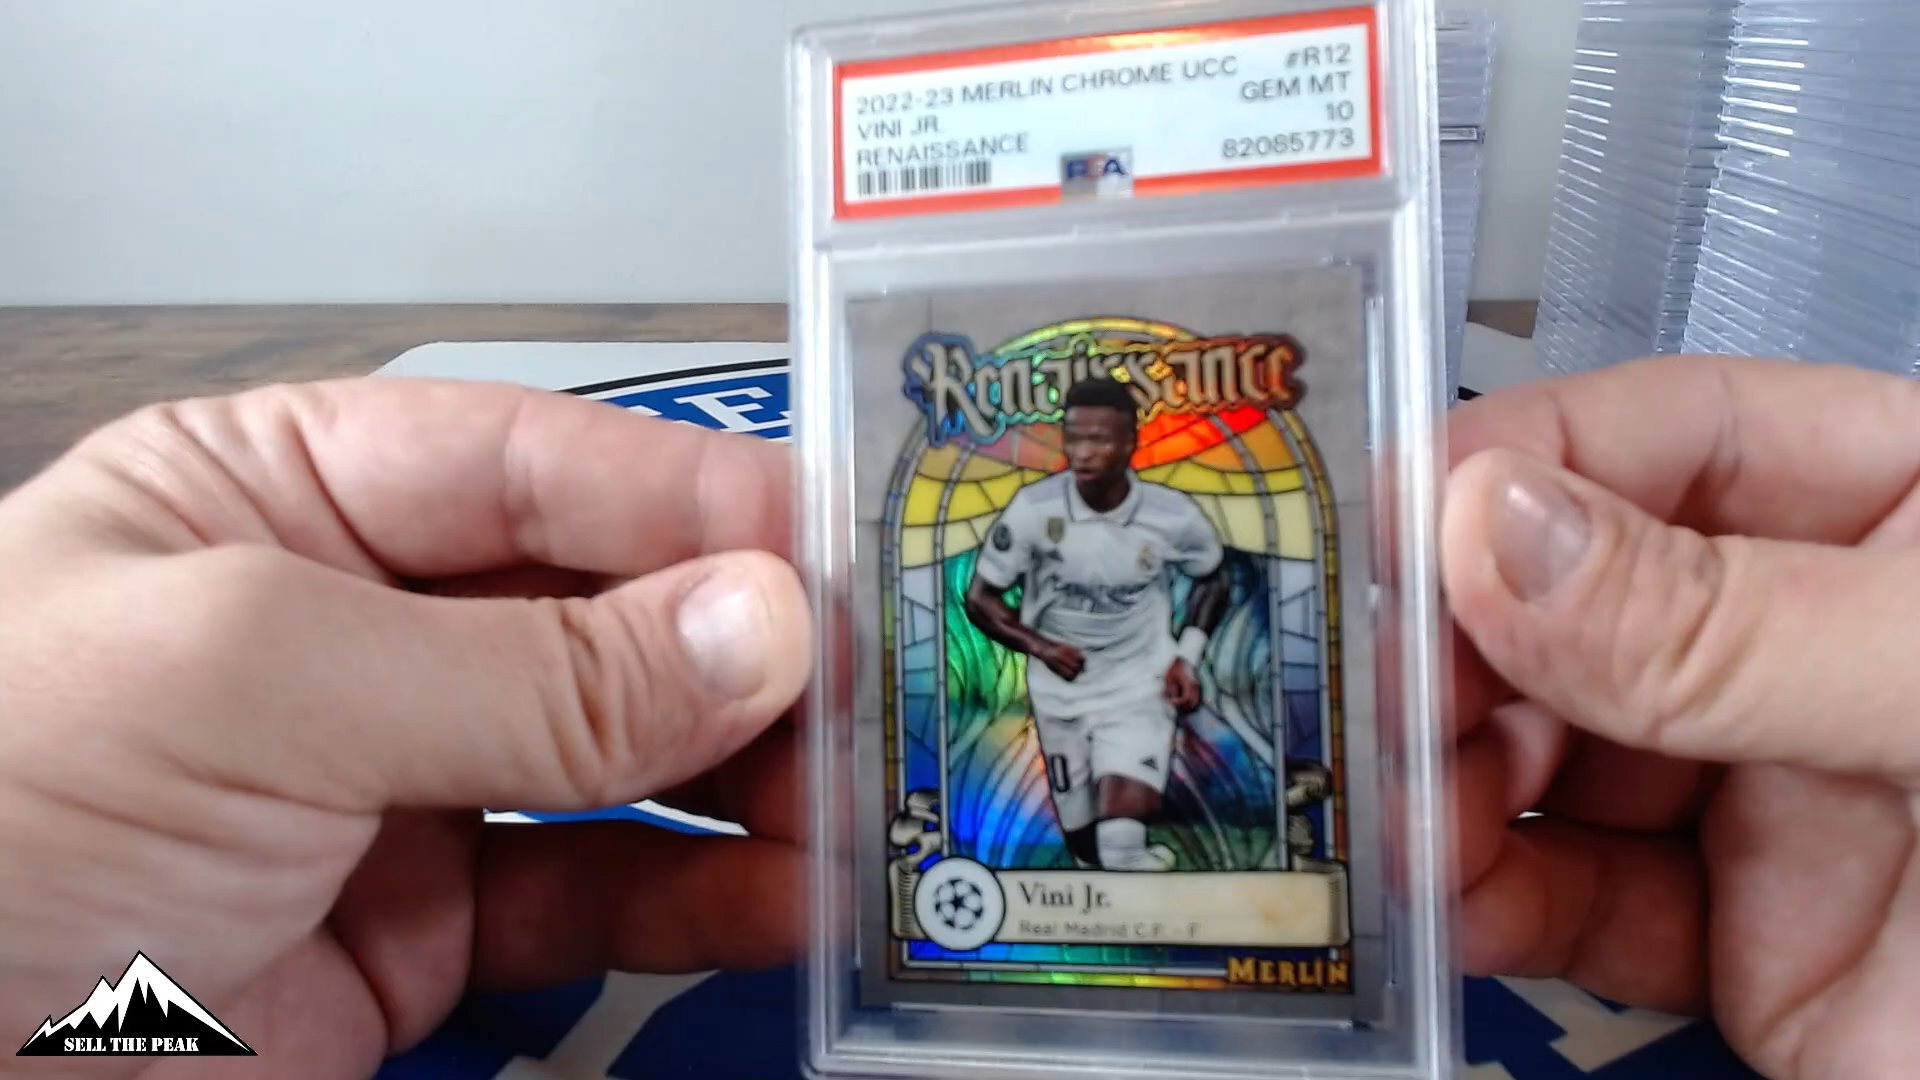 2022-23 MERLIN CHROME UCC #R12
VINI JR. GEM MT
RENAISSANCE 10
82085773
PSA
Renaissance
Vini Jr.
Real Madrid C.F. - F
MERLIN
SELL THE PEAK